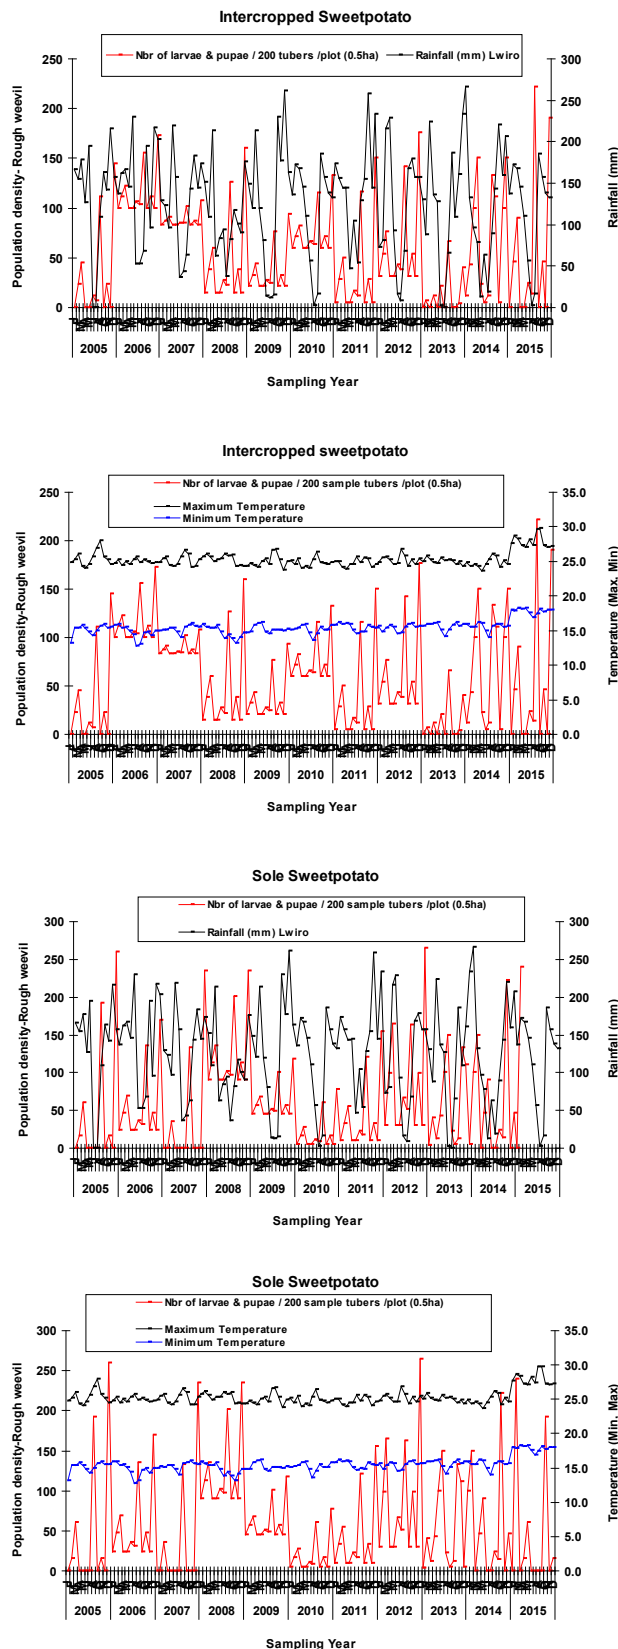 Intercropped Sweetpotato
Nbr of larvae & pupae / 200 tubers /plot (0.5ha)
Rainfall (mm) Lwiro
Population density- Rough weevil
250
200
150
100
50
0
300
250
200
150
100
50
0
Rainfall (mm)
2005 2006 2007 2008 2009 2010 2011 2012 2013 2014 2015
Sampling Year
Intercropped sweetpotato
Nbr of larvae & pupae / 200 sample tubers /plot (0.5ha)
Maximum Temperature
Minimum Temperature
Population density-Rough weevil
250
200
150
100
50
0
35.0
30.0
25.0
20.0
15.0
10.0
5.0
0.0
Temperature (Max, Min)
2005 2006 2007 2008 2009 2010 2011 2012 2013 2014 2015
Sampling Year
Sole Sweetpotato
Nbr of larvae & pupae / 200 sample tubers /plot (0.5ha)
Rainfall (mm) Lwiro
Population density-Rough weevil
300
250
200
150
100
50
0
300
250
200
150
100
50
0
Rainfall (mm)
2005 2006 2007 2008 2009 2010 2011 2012 2013 2014 2015
Sampling Year
Sole Sweetpotato
Nbr of larvae & pupae / 200 sample tubers /plot (0.5ha)
Maximum Temperature
Minimum Temperature
Population density-Rough weevil
300
250
200
150
100
50
0
35.0
30.0
25.0
20.0
15.0
10.0
5.0
0.0
Temperature (Min, Max)
2005 2006 2007 2008 2009 2010 2011 2012 2013 2014 2015
Sampling Year